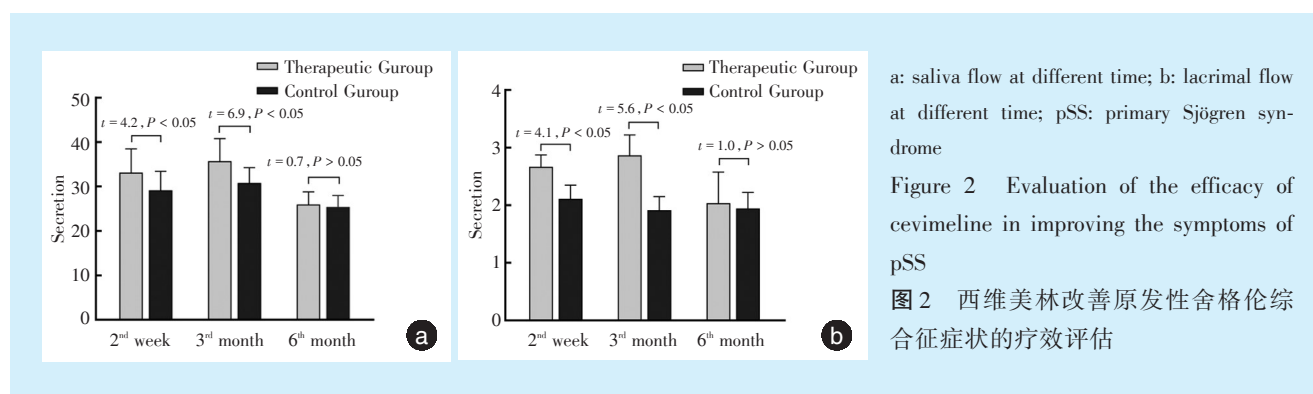 Therapeutic Guroup
Control Guroup
50
40
30
20
10
0
Secretion
t = 4.2 , P < 0.05
t = 6.9 , P < 0.05
t = 0.7 , P > 0.05
2nd week
3rd month
6th month
a
Therapeutic Guroup
Control Guroup
4
3
2
1
0
Secretion
t = 4.1 , P < 0.05
t = 5.6 , P < 0.05
t = 1.0 , P > 0.05
2nd week
3rd month
6th month
b
a: saliva flow at different time; b: lacrimal flow
at different time; pSS: primary Sjögren syn-
drome
Figure 2 Evaluation of the efficacy of
cevimeline in improving the symptoms of
pSS
图 2 西维美林改善原发性舍格伦综
合征症状的疗效评估